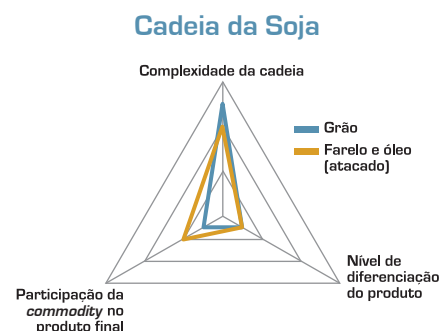 Cadeia da Soja
Complexidade da cadeia
Grão
Farelo e óleo
(atacado)
Nível de
diferenciação
do produto
Participação da
commodity no
produto final